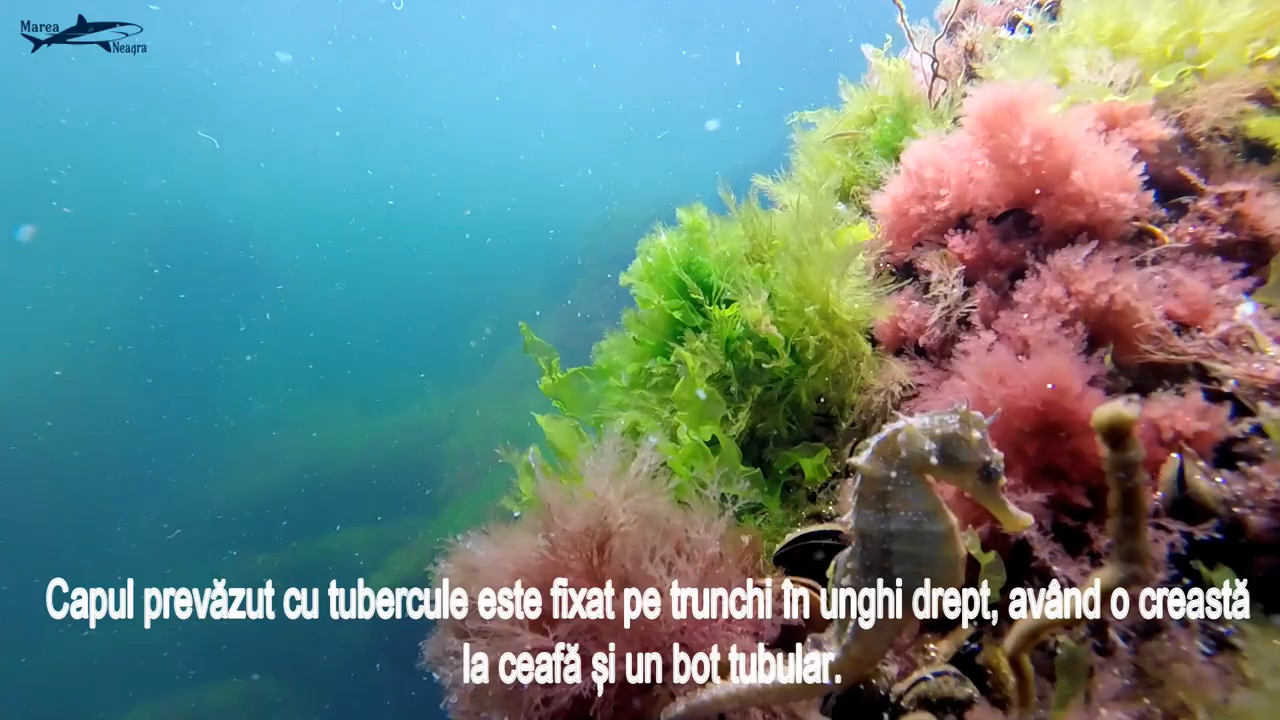 Marea
Neagra
Capul prevăzut cu tubercule este fixat pe trunchi în unghi drept, având o creastă
la ceafă și un bot tubular.